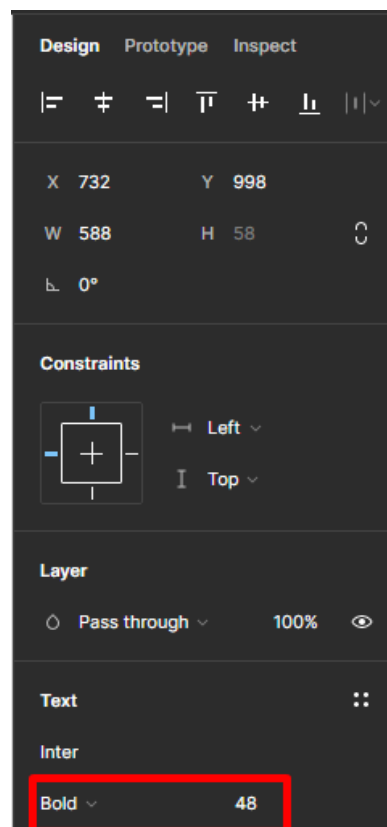 Design Prototype Inspect
X 732 Y 998
W 588 H 58
0°
Constraints
Left
Top
Layer
Pass through 100%
Text
Inter
Bold 48